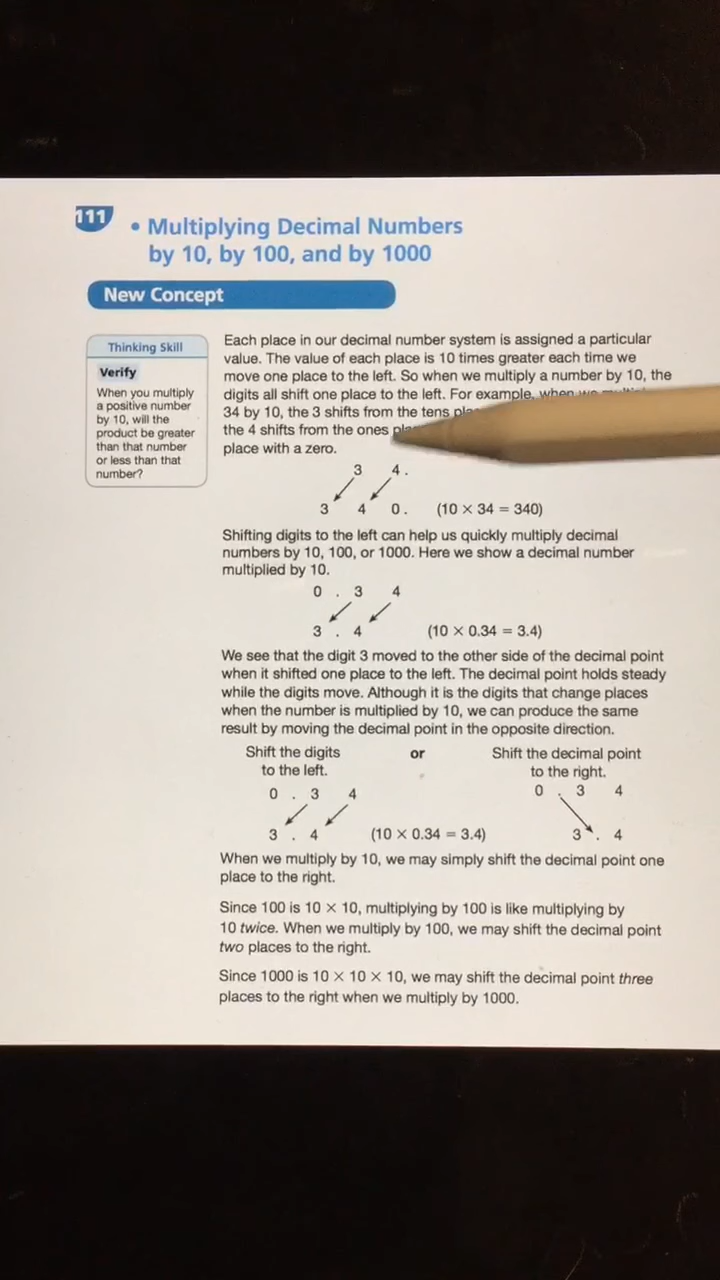 111
• Multiplying Decimal Numbers
by 10, by 100, and by 1000
New Concept
Thinking Skill
Verify
When you multiply
a positive number
by 10, will the
product be greater
than that number
or less than that
number?
Each place in our decimal number system is assigned a particular
value. The value of each place is 10 times greater each time we
move one place to the left. So when we multiply a number by 10, the
digits all shift one place to the left. For example, when we
34 by 10, the 3 shifts from the tens
the 4 shifts from the ones
place with a zero.
3 4.
3 4 0. (10 × 34 = 340)
Shifting digits to the left can help us quickly multiply decimal
numbers by 10, 100, or 1000. Here we show a decimal number
multiplied by 10.
0 . 3 4
3 . 4 (10 × 0.34 = 3.4)
We see that the digit 3 moved to the other side of the decimal point
when it shifted one place to the left. The decimal point holds steady
while the digits move. Although it is the digits that change places
when the number is multiplied by 10, we can produce the same
result by moving the decimal point in the opposite direction.
Shift the digits
to the left.
or
Shift the decimal point
to the right.
0 . 3 4
3 . 4 (10 × 0.34 = 3.4)
0 . 3 4
3 . 4
When we multiply by 10, we may simply shift the decimal point one
place to the right.
Since 100 is 10 × 10, multiplying by 100 is like multiplying by
10 twice. When we multiply by 100, we may shift the decimal point
two places to the right.
Since 1000 is 10 × 10 × 10, we may shift the decimal point three
places to the right when we multiply by 1000.